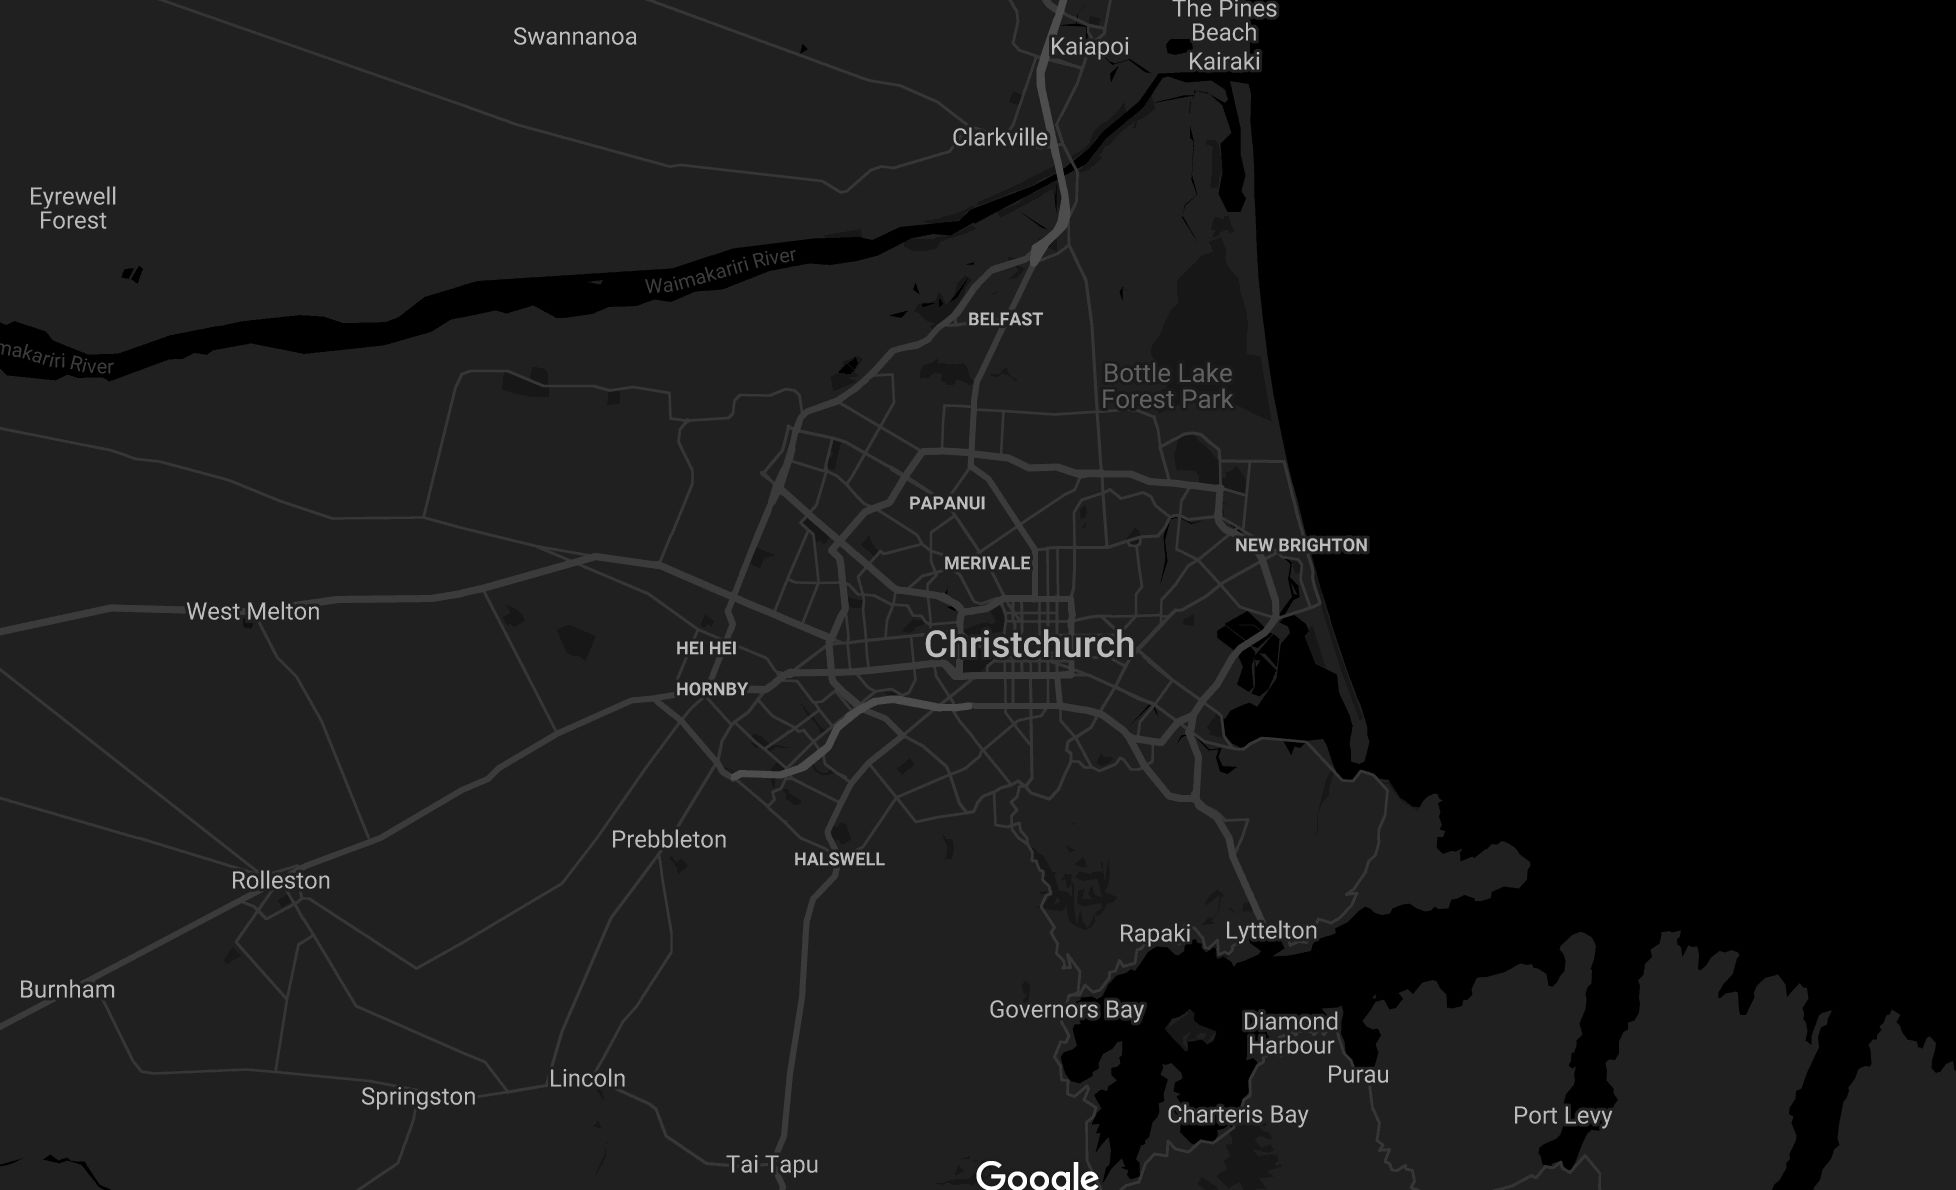 The Pines
Beach
Swannanoa
Kaiapoi
Kairaki
Clarkville
Eyrewell
Forest
Waimakariri River
makariri River
BELFAST
Bottle Lake
Forest Park
PAPANUI
NEW BRIGHTON
MERIVALE
West Melton
HEI HEI
Christchurch
HORNBY
Prebbleton
HALSWELL
Rolleston
Rapaki
Lyttelton
Burnham
Governors Bay
Diamond
Harbour
Purau
Lincoln
Springston
Charteris Bay
Port Levy
Tai Tapu
Google